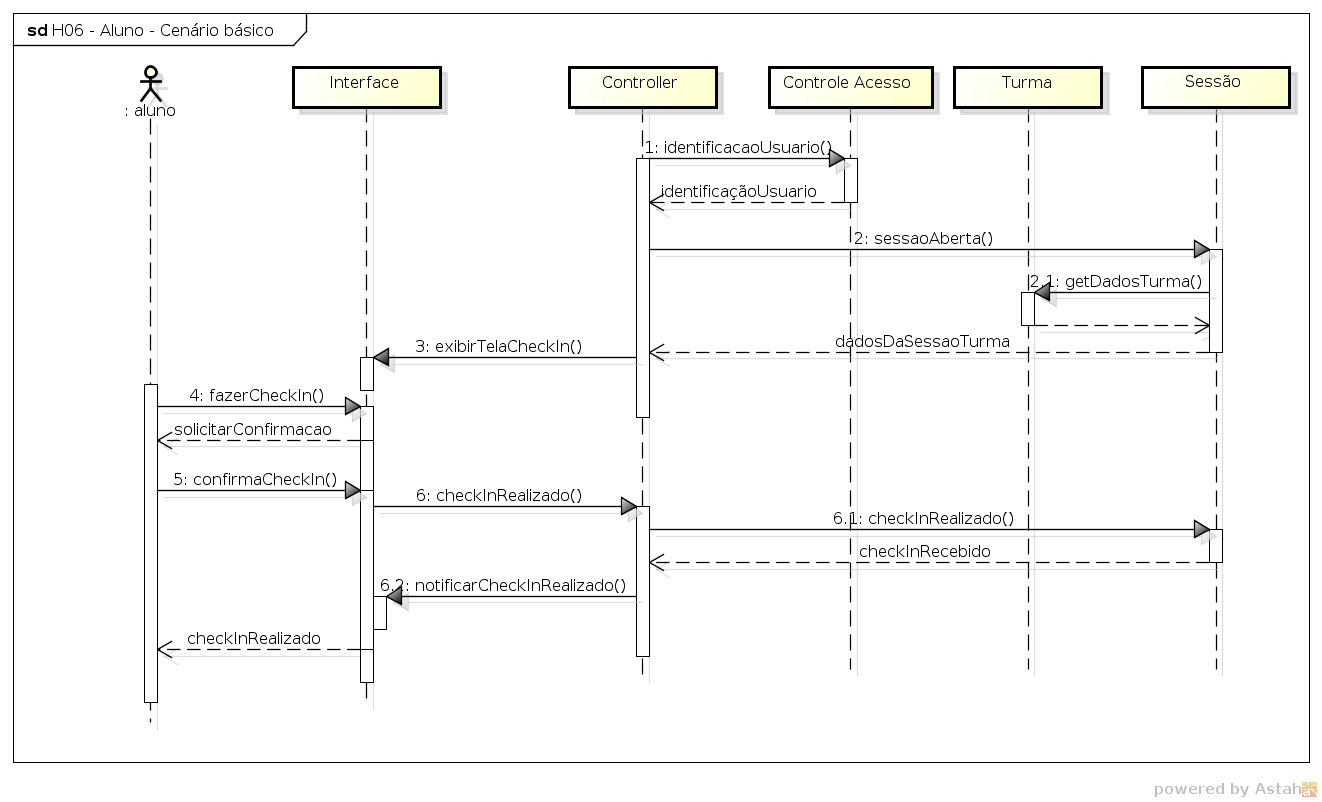 sd H06 - Aluno - Cenário básico
: aluno
Interface
Controller
Controle Acesso
Turma
Sessão
1: identificacaoUsuario()
identificaçãoUsuario
2: sessaoAberta()
2.1: getDadosTurma()
dadosDaSessaoTurma
3: exibirTelaCheckIn()
4: fazerCheckIn()
solicitarConfirmacao
5: confirmaCheckIn()
6: checkInRealizado()
6.1: checkInRealizado()
checkInRecebido
6.2: notificarCheckInRealizado()
checkInRealizado
powered by Astah